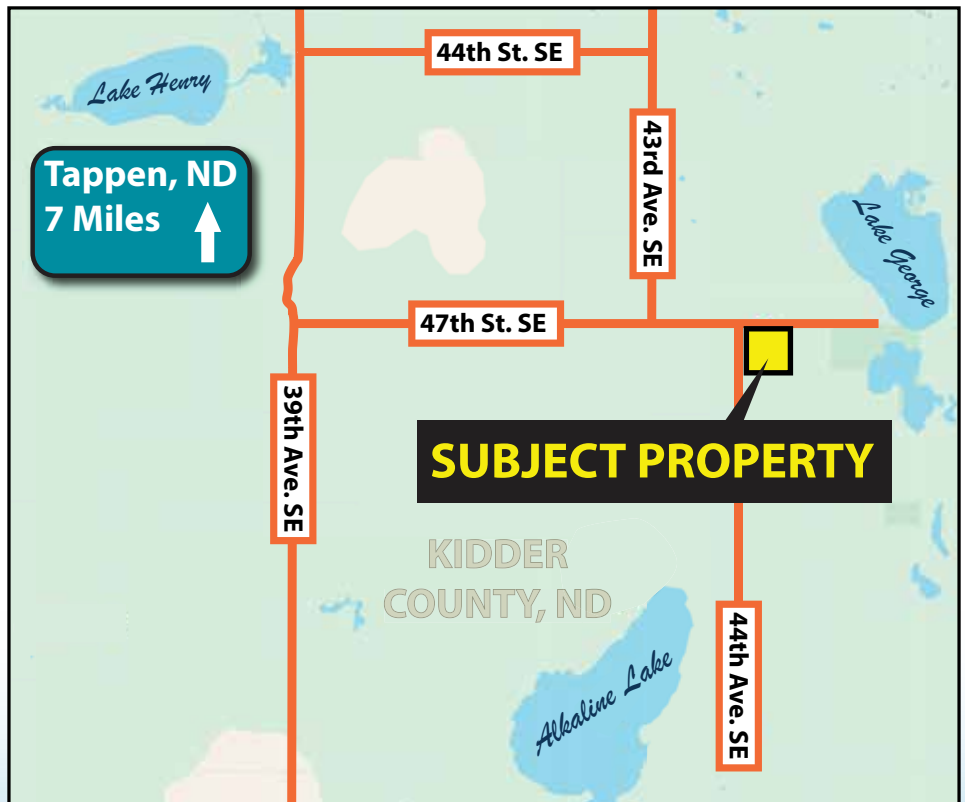 44th St. SE
Lake Henry
43rd Ave. SE
Tappen, ND
7 Miles
Lake George
47th St. SE
39th Ave. SE
SUBJECT PROPERTY
KIDDER
COUNTY, ND
44th Ave. SE
Alkaline Lake